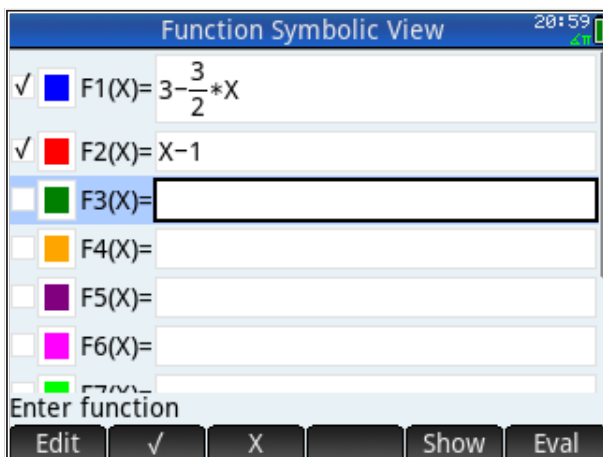 Function Symbolic View 20:59
∡π
√ F1(X)= 3-3/2*X
√ F2(X)= X-1
F3(X)=
F4(X)=
F5(X)=
F6(X)=
Enter function
Edit √ X Show Eval